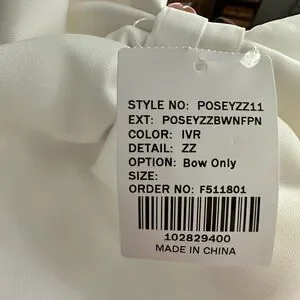 STYLE NO: POSEYZZ11
EXT: POSEYZZBWNFPN
COLOR: IVR
DETAIL: ZZ
OPTION: Bow Only
SIZE:
ORDER NO: F511801
102829400
MADE IN CHINA